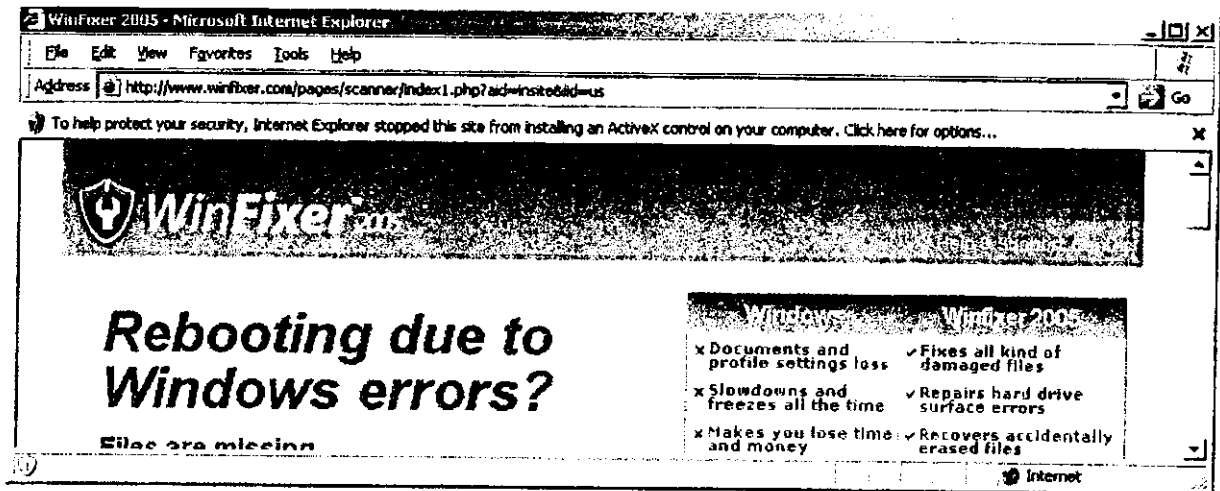 WinFixer 2005 - Microsoft Internet Explorer
File Edit View Favorites Tools Help
Address http://www.winfixer.com/pages/scanner/index1.php?aid=insite&lid=us Go
To help protect your security, Internet Explorer stopped this site from installing an ActiveX control on your computer. Click here for options...
WinFixer 2005
Rebooting due to
Windows errors?
Files are missing
Windows Winfixer 2005
x Documents and profile settings loss
✓ Fixes all kind of damaged files
x Slowdowns and freezes all the time
✓ Repairs hard drive surface errors
x Makes you lose time and money
✓ Recovers accidentally erased files
Internet